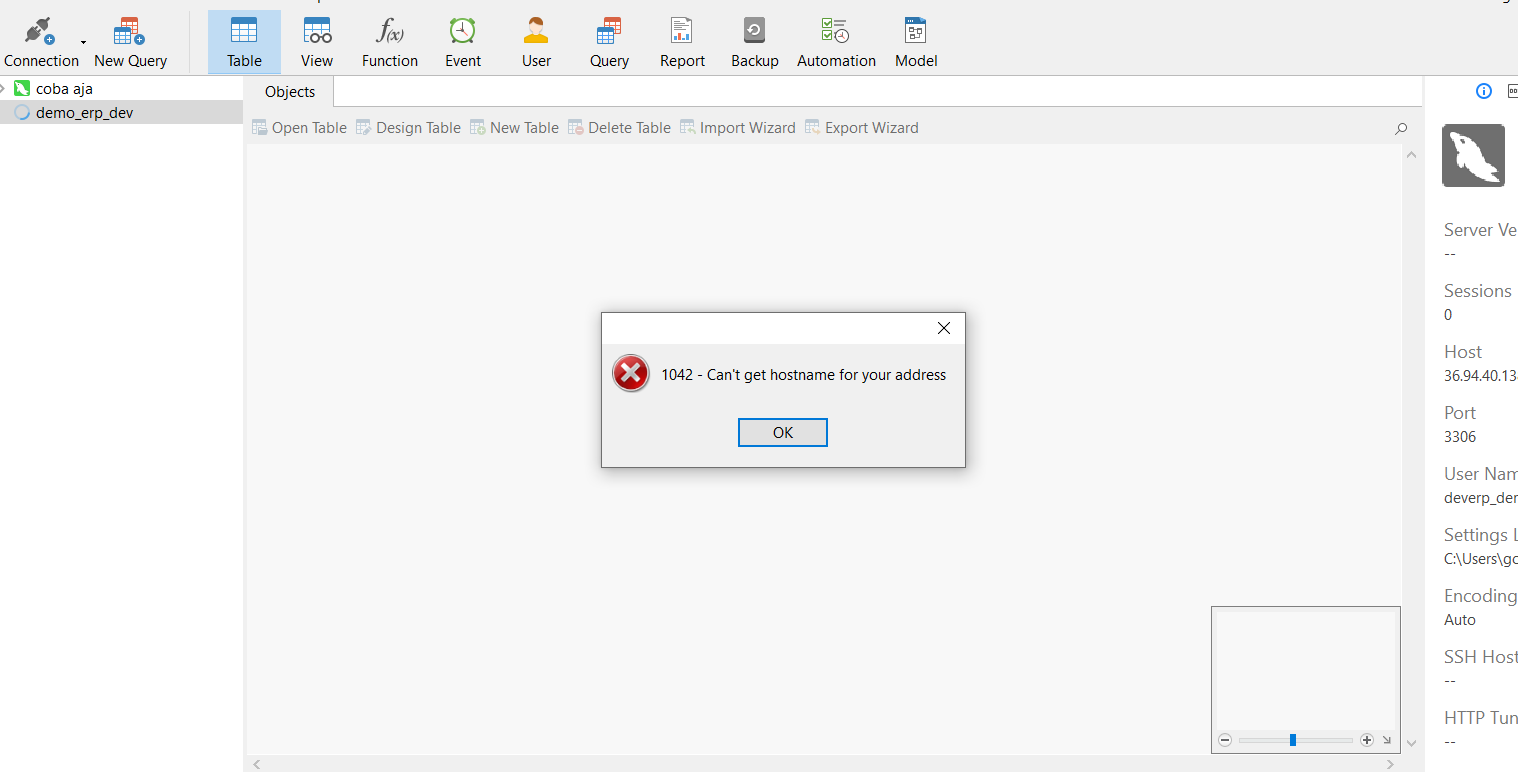 Connection New Query Table View Function Event User Query Report Backup Automation Model
f(x)
coba aja
demo_erp_dev
Objects
Open Table Design Table New Table Delete Table Import Wizard Export Wizard
1042 - Can't get hostname for your address
OK
Server Ve
--
Sessions
0
Host
36.94.40.13
Port
3306
User Nam
deverp_der
Settings L
C:\Users\gc
Encoding
Auto
SSH Host
--
HTTP Tun
--